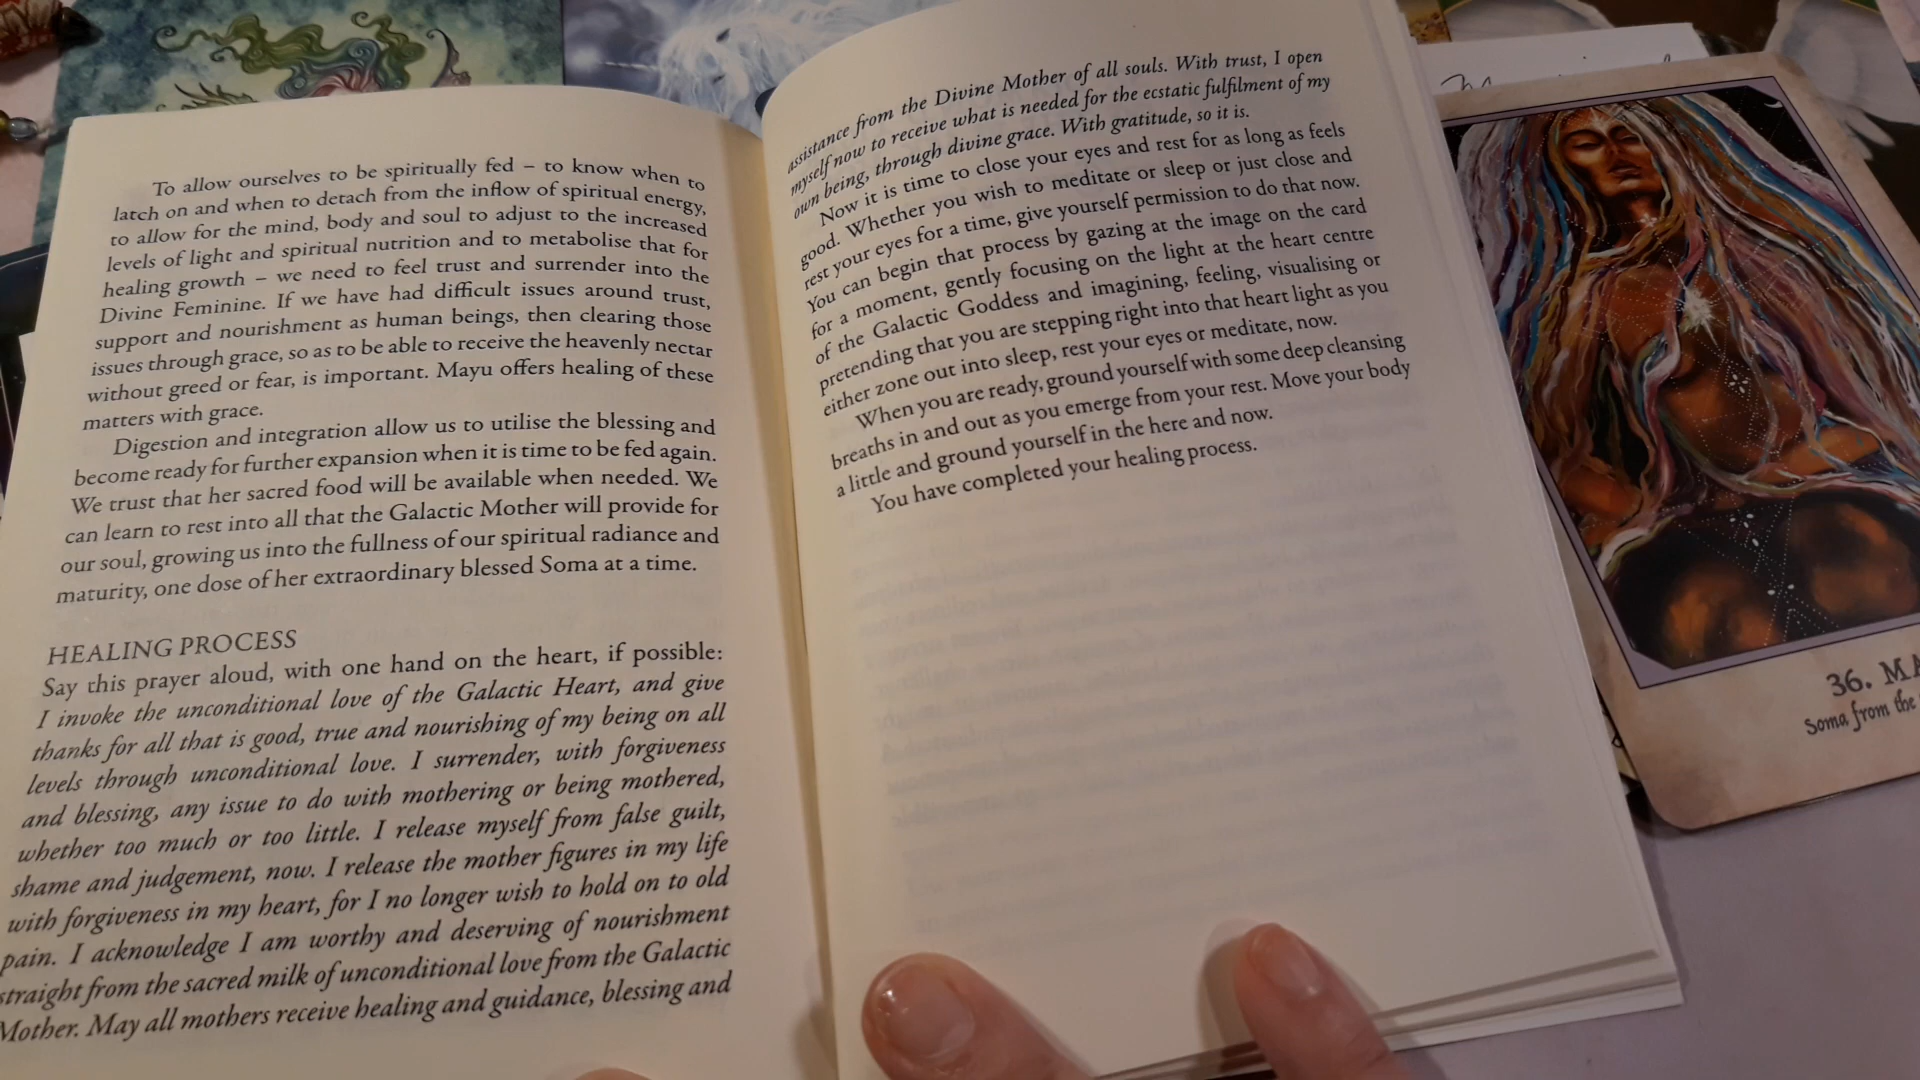 To allow ourselves to be spiritually fed – to know when to
latch on and when to detach from the inflow of spiritual energy,
to allow for the mind, body and soul to adjust to the increased
levels of light and spiritual nutrition and to metabolise that for
healing growth – we need to feel trust and surrender into the
Divine Feminine. If we have had difficult issues around trust,
support and nourishment as human beings, then clearing those
issues through grace, so as to be able to receive the heavenly nectar
without greed or fear, is important. Mayu offers healing of these
matters with grace.
Digestion and integration allow us to utilise the blessing and
become ready for further expansion when it is time to be fed again.
We trust that her sacred food will be available when needed. We
can learn to rest into all that the Galactic Mother will provide for
our soul, growing us into the fullness of our spiritual radiance and
maturity, one dose of her extraordinary blessed Soma at a time.
HEALING PROCESS
Say this prayer aloud, with one hand on the heart, if possible:
I invoke the unconditional love of the Galactic Heart, and give
thanks for all that is good, true and nourishing of my being on all
levels through unconditional love. I surrender, with forgiveness
and blessing, any issue to do with mothering or being mothered,
whether too much or too little. I release myself from false guilt,
shame and judgement, now. I release the mother figures in my life
with forgiveness in my heart, for I no longer wish to hold on to old
pain. I acknowledge I am worthy and deserving of nourishment
straight from the sacred milk of unconditional love from the Galactic
Mother. May all mothers receive healing and guidance, blessing and
assistance from the Divine Mother of all souls. With trust, I open
myself now to receive what is needed for the ecstatic fulfilment of my
own being, through divine grace. With gratitude, so it is.
Now it is time to close your eyes and rest for as long as feels
good. Whether you wish to meditate or sleep or just close and
rest your eyes for a time, give yourself permission to do that now.
You can begin that process by gazing at the image on the card
for a moment, gently focusing on the light at the heart centre
of the Galactic Goddess and imagining, feeling, visualising or
pretending that you are stepping right into that heart light as you
either zone out into sleep, rest your eyes or meditate, now.
When you are ready, ground yourself with some deep cleansing
breaths in and out as you emerge from your rest. Move your body
a little and ground yourself in the here and now.
You have completed your healing process.
36. MA
Soma from the